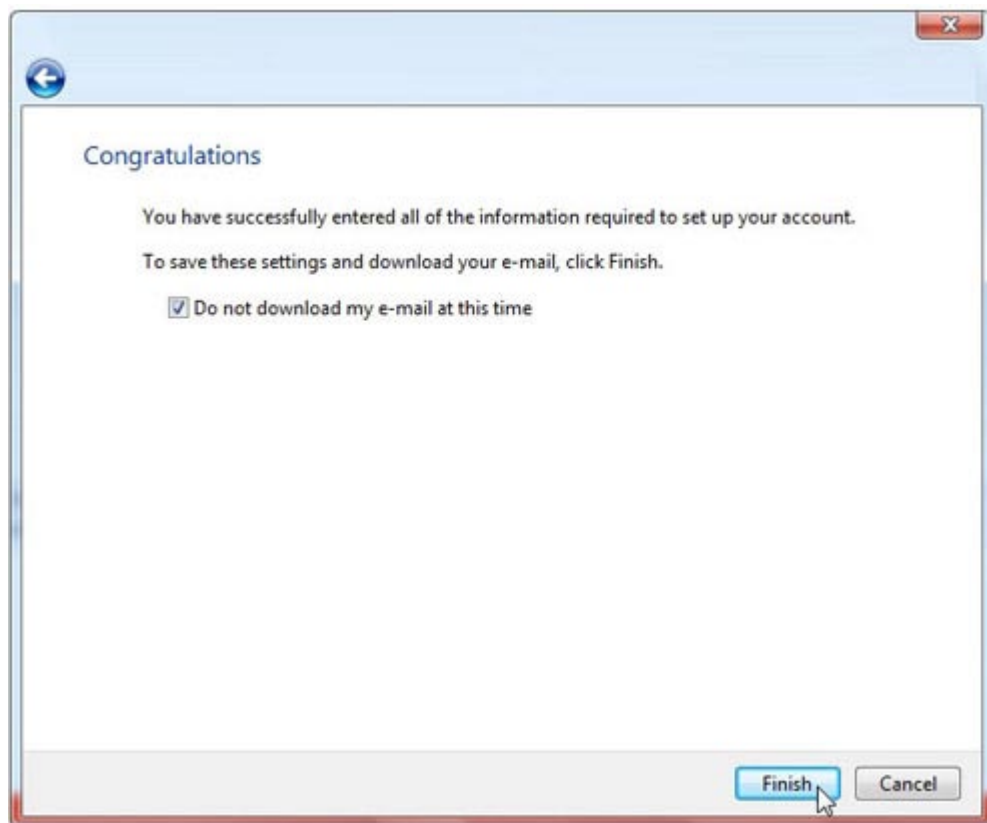 Congratulations
You have successfully entered all of the information required to set up your account.
To save these settings and download your e-mail, click Finish.
Do not download my e-mail at this time
Finish
Cancel